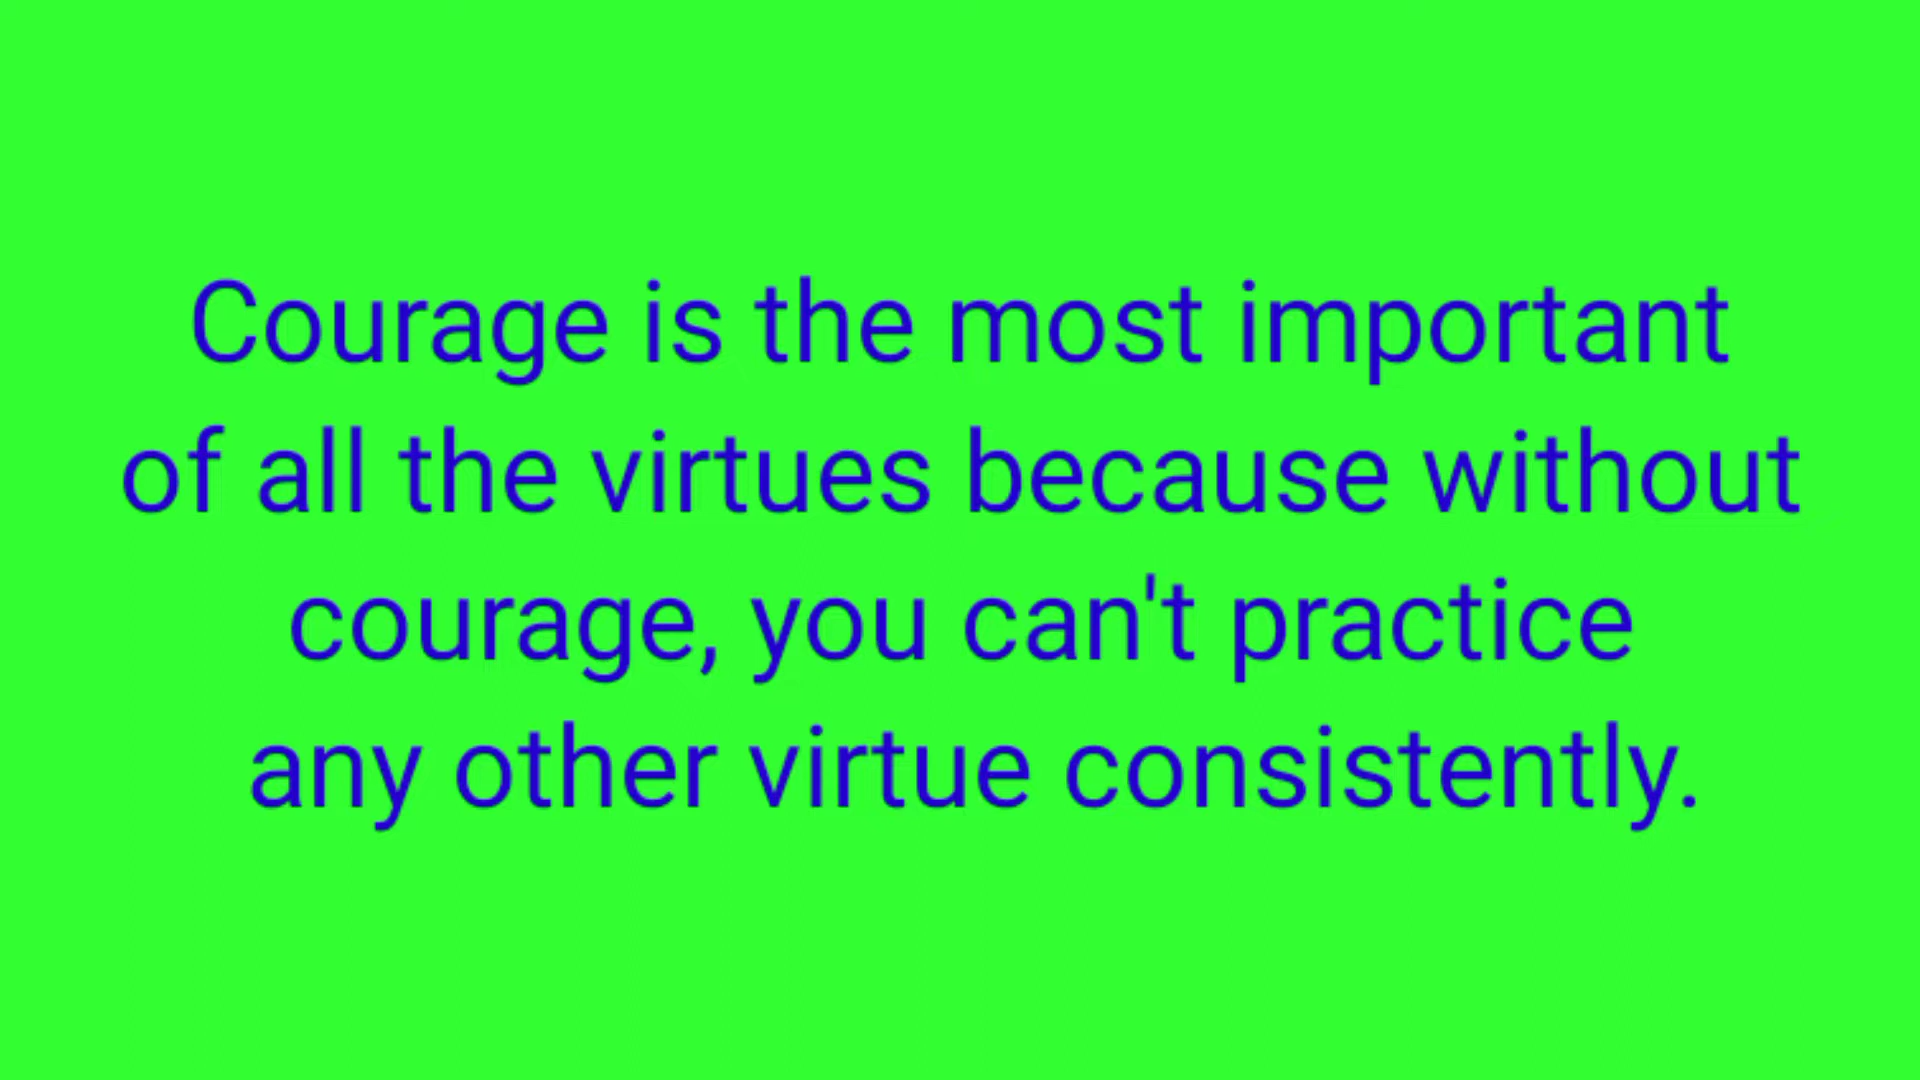 Courage is the most important
of all the virtues because without
courage, you can't practice
any other virtue consistently.